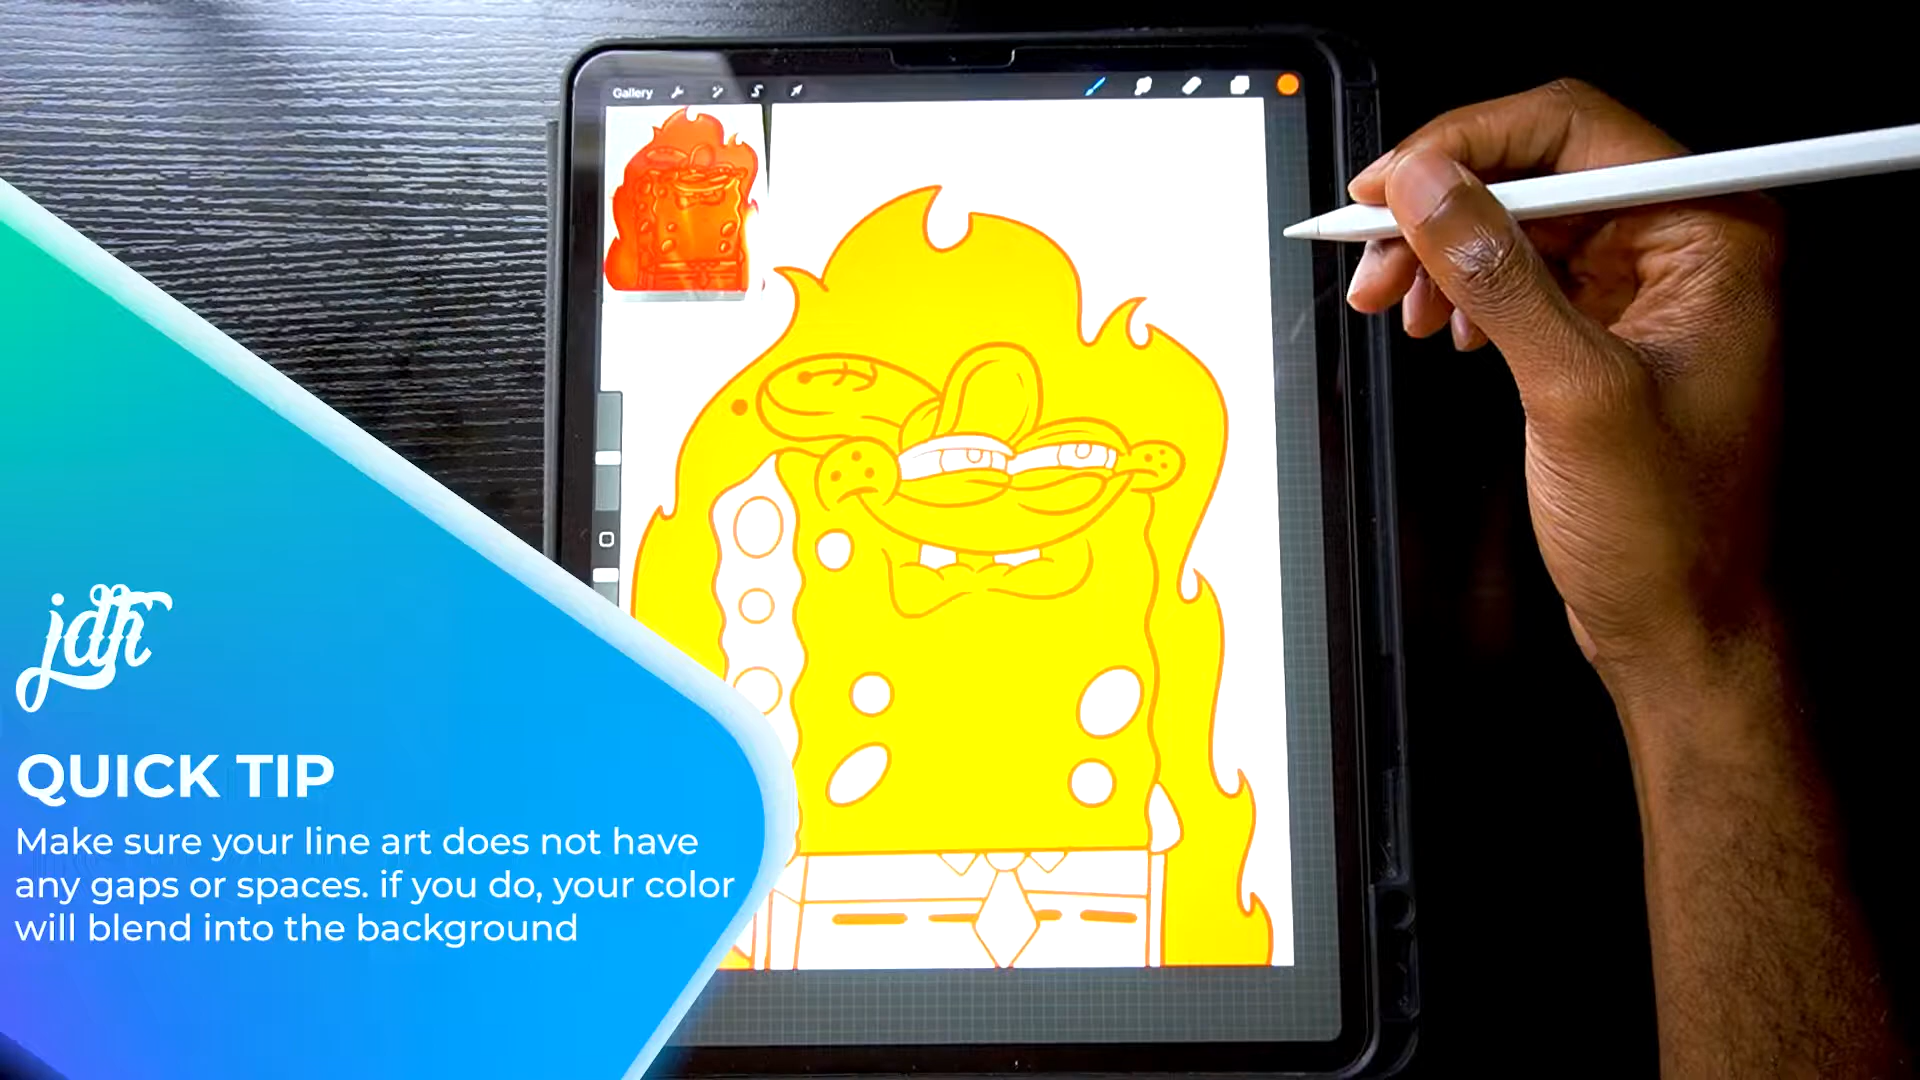 Gallery
jdh
QUICK TIP
Make sure your line art does not have
any gaps or spaces. if you do, your color
will blend into the background